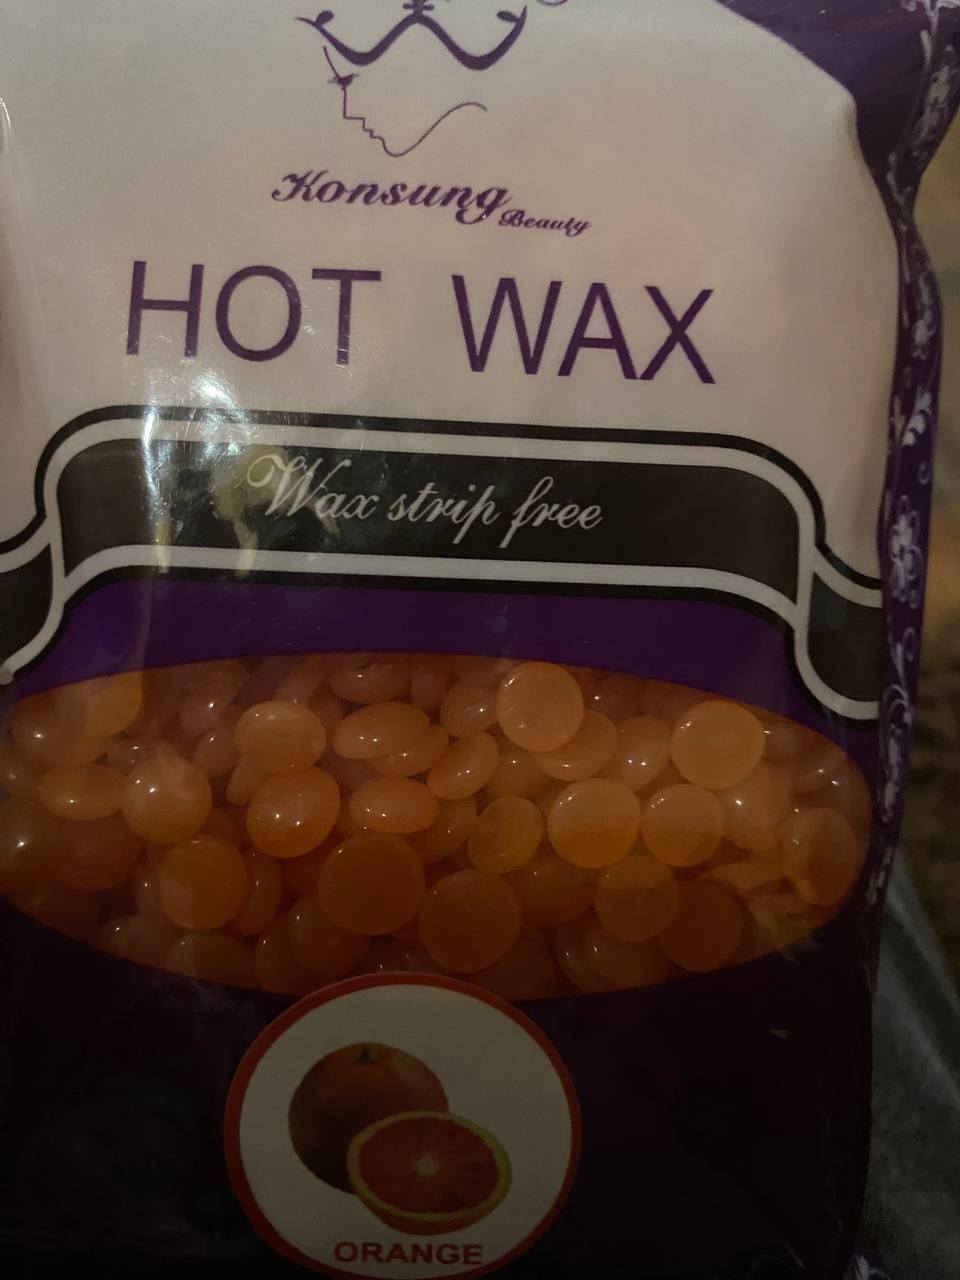 Konsung
Beauty
HOT WAX
Wax strip free
ORANGE